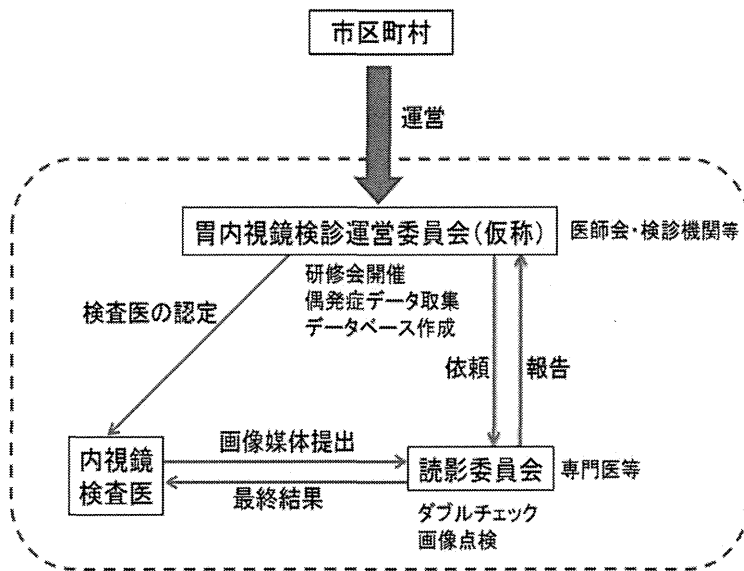 市区町村
運営
胃内視鏡検診運営委員会(仮称)
医師会・検診機関等
研修会開催
偶発症データ収集
データベース作成
検査医の認定
依頼
報告
内視鏡
検査医
画像媒体提出
最終結果
読影委員会
専門医等
ダブルチェック
画像点検